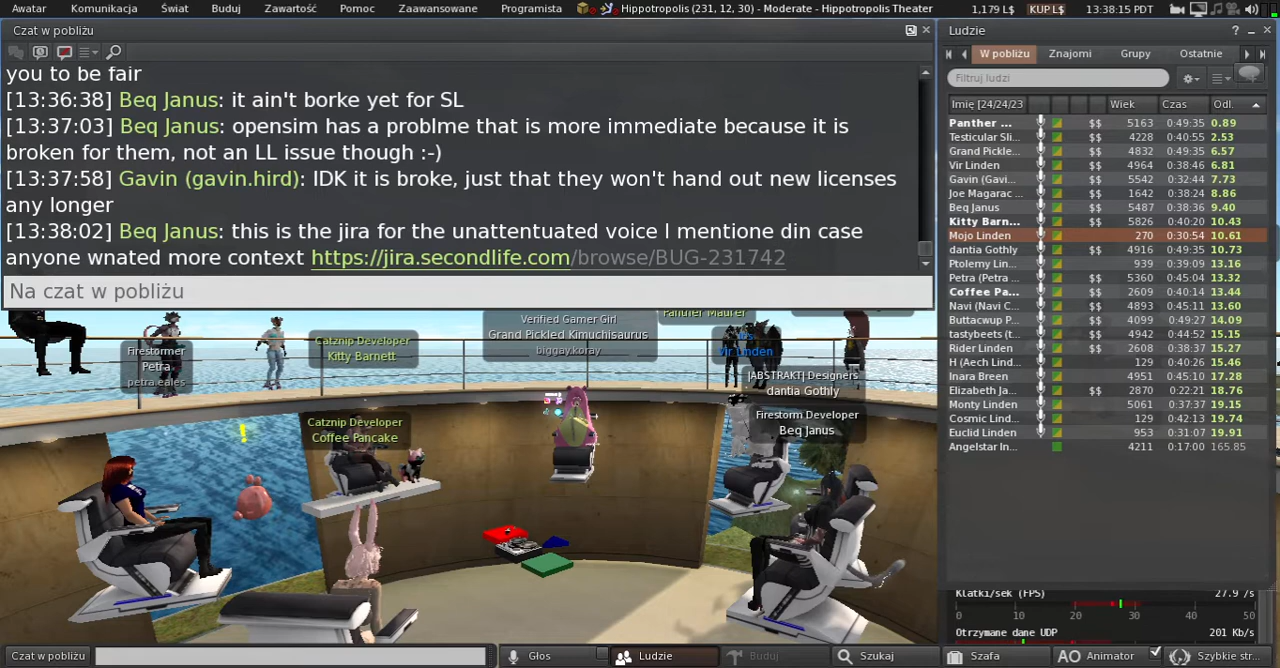 Awatar Komunikacja Świat Buduj Zawartość Pomoc Zaawansowane Programista Hippotropolis (231, 12, 30) - Moderate - Hippotropolis Theater 1,179 L$ KUP L$ 13:38:15 PDT
Czat w pobliżu
you to be fair
[13:36:38] Beq Janus: it ain't borke yet for SL
[13:37:03] Beq Janus: opensim has a problme that is more immediate because it is
broken for them, not an LL issue though :-)
[13:37:58] Gavin (gavin.hird): IDK it is broke, just that they won't hand out new licenses
any longer
[13:38:02] Beq Janus: this is the jira for the unattentuated voice I mentione din case
anyone wnated more context https://jira.secondlife.com/browse/BUG-231742
Na czat w pobliżu
Ludzie
W pobliżu Znajomi Grupy Ostatnie
Filtruj ludzi
Imię [24/24/23 Wiek Czas Odl.
Panther ... $$ 4832 0:49:35 0.89
Testicular Sli... $$ 4228 0:40:55 2.53
Grand Pickle... $$ 4832 0:49:35 6.57
Vir Linden $$ 4964 0:38:46 6.81
Gavin (Gavi... $$ 5542 0:32:44 7.73
Joe Magarac ... $$ 1642 0:38:24 8.86
Beq Janus $$ 5487 0:38:36 9.40
Kitty Barn... $$ 5826 0:40:20 10.43
Mojo Linden 270 0:30:54 10.61
dantia Gothly $$ 4916 0:49:35 10.73
Ptolemy Lin... 939 0:39:09 13.16
Petra (Petra ... $$ 5360 0:45:04 13.32
Coffee Pa... $$ 2609 0:40:14 13.44
Navi (Navi C... $$ 4893 0:45:11 13.60
Buttacwup P... $$ 4099 0:49:27 14.09
tastybeets (t... $$ 4942 0:44:52 15.15
Rider Linden $$ 2608 0:38:37 15.27
H (Aech Lind... 129 0:40:26 15.46
Inara Breen 4951 0:45:10 17.28
Elizabeth Ja... $$ 2870 0:22:21 18.76
Monty Linden 5061 0:37:37 19.15
Cosmic Lind... 129 0:42:13 19.74
Euclid Linden 953 0:31:07 19.91
Angelstar In... 4211 0:17:00 165.85
Firestormer
Petra
petra.eales
Catznip Developer
Kitty Barnett
Verified Gamer Girl
Grand Pickled Kimuchisaurus
biggay.koray
Panther Maurer
Vir Linden
|ABSTRAKT| Designers
dantia Gothly
Catznip Developer
Coffee Pancake
Firestorm Developer
Beq Janus
Klatki/sek (FPS) 27.9 /s
0 10 20 30 40 50
Otrzymane dane UDP 201 Kb/s
Czat w pobliżu Głos Ludzie Buduj Szukaj Szafa AO Animator Szybkie str...